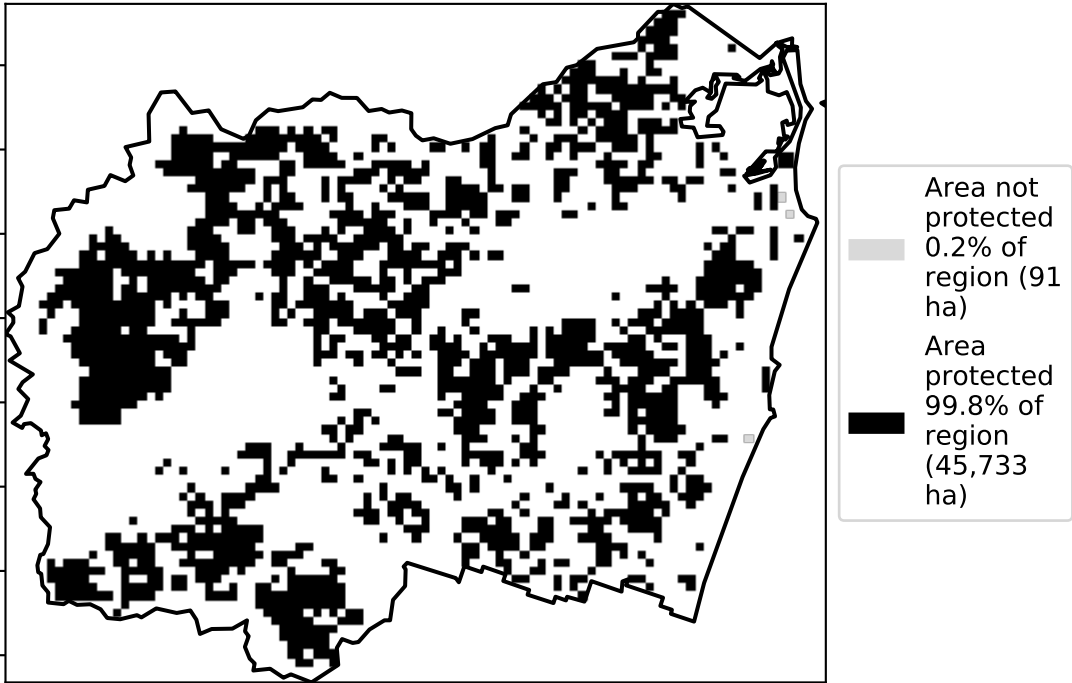 Area not
protected
0.2% of
region (91
ha)
Area
protected
99.8% of
region
(45,733
ha)